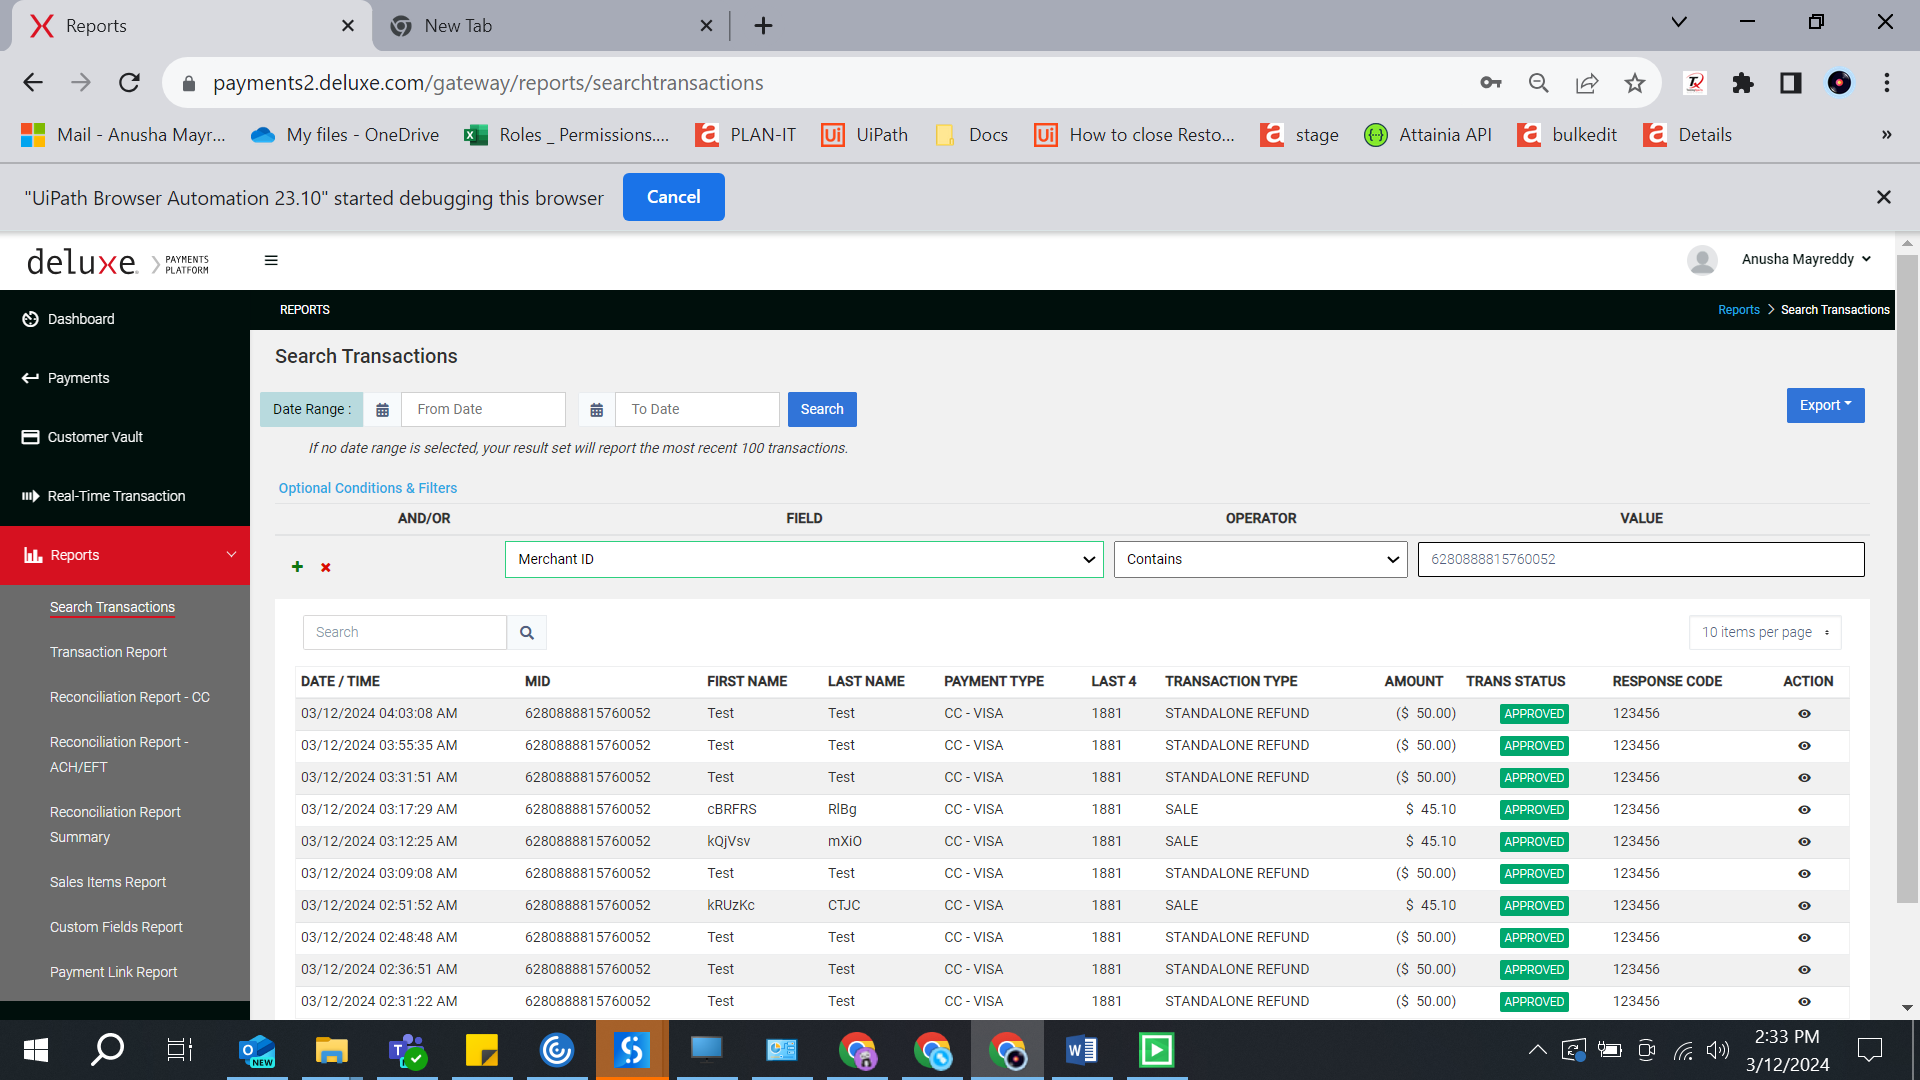 Reports
New Tab
payments2.deluxe.com/gateway/reports/searchtransactions
Mail - Anusha Mayr... My files - OneDrive Roles _ Permissions.... PLAN-IT UiPath Docs How to close Resto... stage Attainia API bulkedit Details »
"UiPath Browser Automation 23.10" started debugging this browser Cancel
deluxe. PAYMENTS PLATFORM
Anusha Mayreddy
Dashboard
Payments
Customer Vault
Real-Time Transaction
Reports
Search Transactions
Transaction Report
Reconciliation Report - CC
Reconciliation Report -
ACH/EFT
Reconciliation Report
Summary
Sales Items Report
Custom Fields Report
Payment Link Report
REPORTS
Reports > Search Transactions
Search Transactions
Date Range : From Date To Date Search Export
If no date range is selected, your result set will report the most recent 100 transactions.
Optional Conditions & Filters
AND/OR FIELD OPERATOR VALUE
Merchant ID Contains 6280888815760052
Search
10 items per page
DATE / TIME MID FIRST NAME LAST NAME PAYMENT TYPE LAST 4 TRANSACTION TYPE AMOUNT TRANS STATUS RESPONSE CODE ACTION
03/12/2024 04:03:08 AM 6280888815760052 Test Test CC - VISA 1881 STANDALONE REFUND ($ 50.00) APPROVED 123456
03/12/2024 03:55:35 AM 6280888815760052 Test Test CC - VISA 1881 STANDALONE REFUND ($ 50.00) APPROVED 123456
03/12/2024 03:31:51 AM 6280888815760052 Test Test CC - VISA 1881 STANDALONE REFUND ($ 50.00) APPROVED 123456
03/12/2024 03:17:29 AM 6280888815760052 cBRFRS RlBg CC - VISA 1881 SALE $ 45.10 APPROVED 123456
03/12/2024 03:12:25 AM 6280888815760052 kQjVsv mXiO CC - VISA 1881 SALE $ 45.10 APPROVED 123456
03/12/2024 03:09:08 AM 6280888815760052 Test Test CC - VISA 1881 STANDALONE REFUND ($ 50.00) APPROVED 123456
03/12/2024 02:51:52 AM 6280888815760052 kRUzKc CTJC CC - VISA 1881 SALE $ 45.10 APPROVED 123456
03/12/2024 02:48:48 AM 6280888815760052 Test Test CC - VISA 1881 STANDALONE REFUND ($ 50.00) APPROVED 123456
03/12/2024 02:36:51 AM 6280888815760052 Test Test CC - VISA 1881 STANDALONE REFUND ($ 50.00) APPROVED 123456
03/12/2024 02:31:22 AM 6280888815760052 Test Test CC - VISA 1881 STANDALONE REFUND ($ 50.00) APPROVED 123456
NEW
2:33 PM
3/12/2024